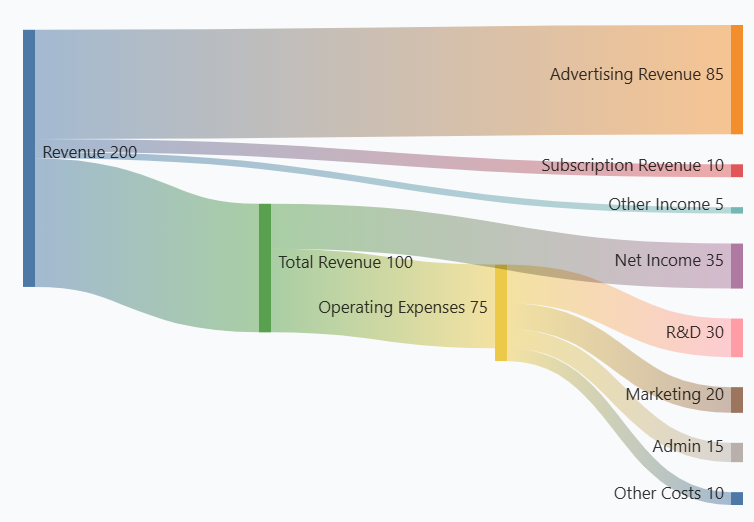 Advertising Revenue 85
Revenue 200
Subscription Revenue 10
Other Income 5
Total Revenue 100
Net Income 35
Operating Expenses 75
R&D 30
Marketing 20
Admin 15
Other Costs 10